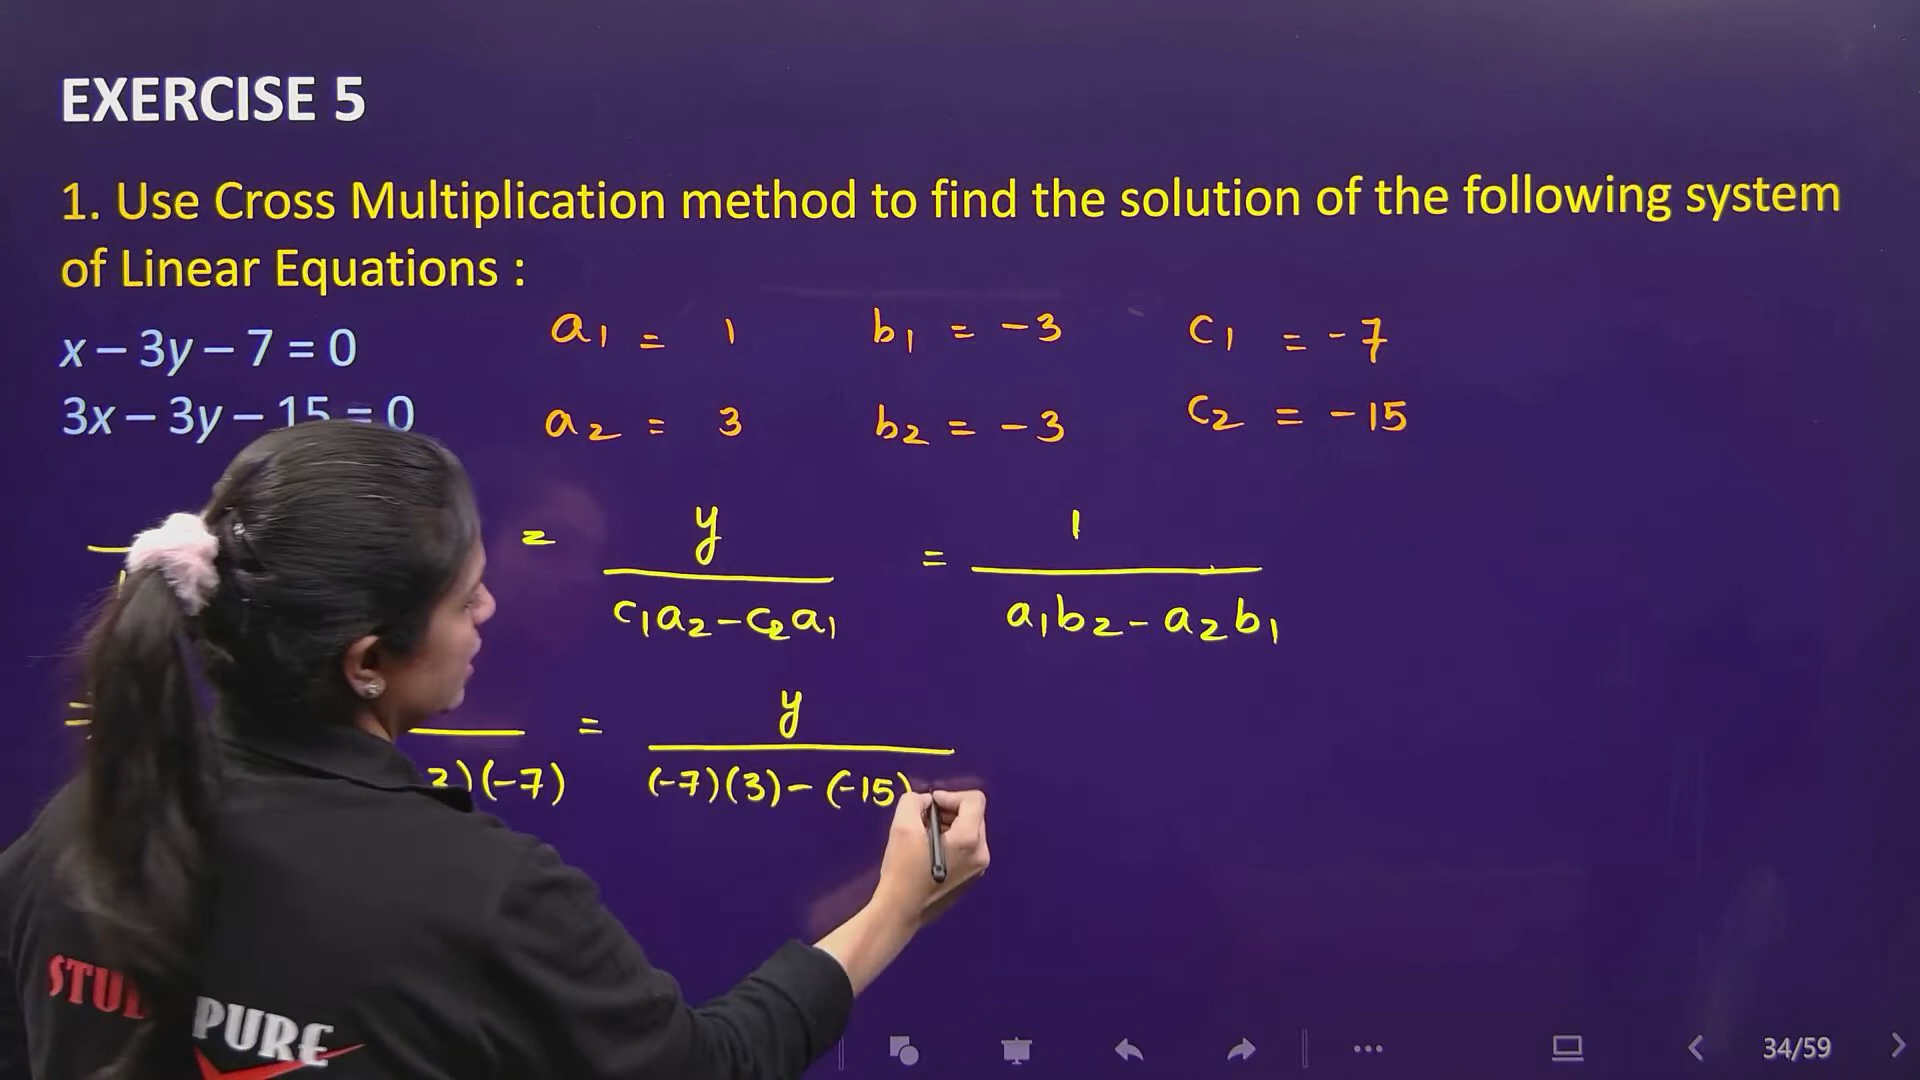 EXERCISE 5
1. Use Cross Multiplication method to find the solution of the following system
of Linear Equations :
x – 3y – 7 = 0
a₁ = 1 b₁ = -3 c₁ = -7
3x – 3y – 15 = 0
a₂ = 3 b₂ = -3 c₂ = -15
= y = 1
c₁a₂-c₂a₁ a₁b₂-a₂b₁
= y
)(-7) (-7)(3)-(-15)
PURE
34/59